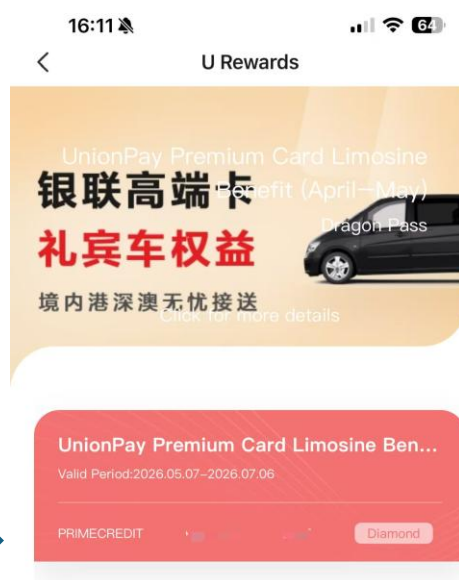 16:11
64
U Rewards
UnionPay Premium Card Limosine
Benefit (April—May)
Dragon Pass
银联高端卡
礼宾车权益
境内港深澳无忧接送
Click for more details
UnionPay Premium Card Limosine Ben...
Valid Period:2026.05.07–2026.07.06
PRIMECREDIT
Diamond